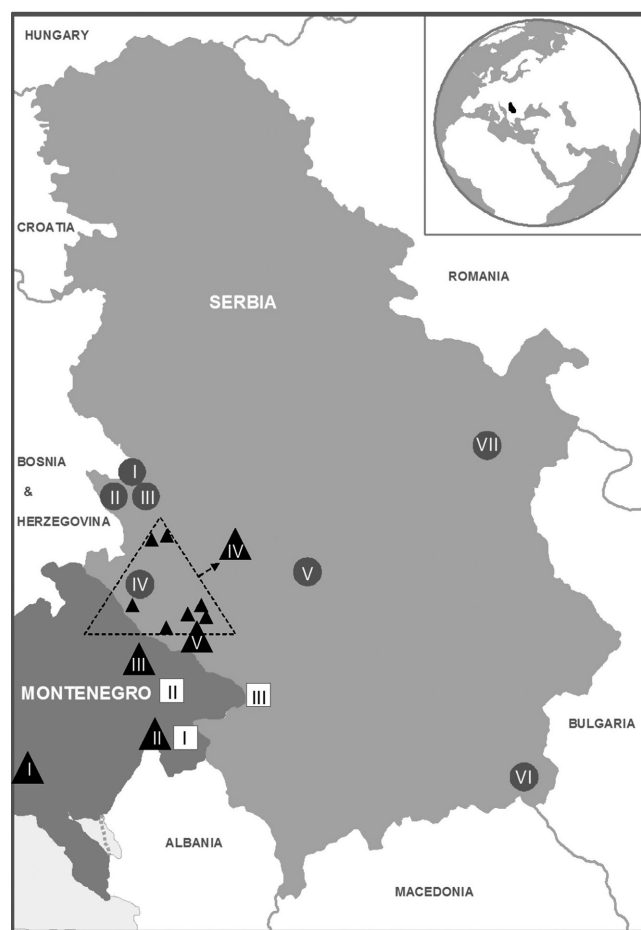 HUNGARY
CROATIA
SERBIA
ROMANIA
VII
BOSNIA
&
HERZEGOVINA
I
II
III
IV
IV
V
V
III
MONTENEGRO
II
III
II
I
I
BULGARIA
VI
ALBANIA
MACEDONIA